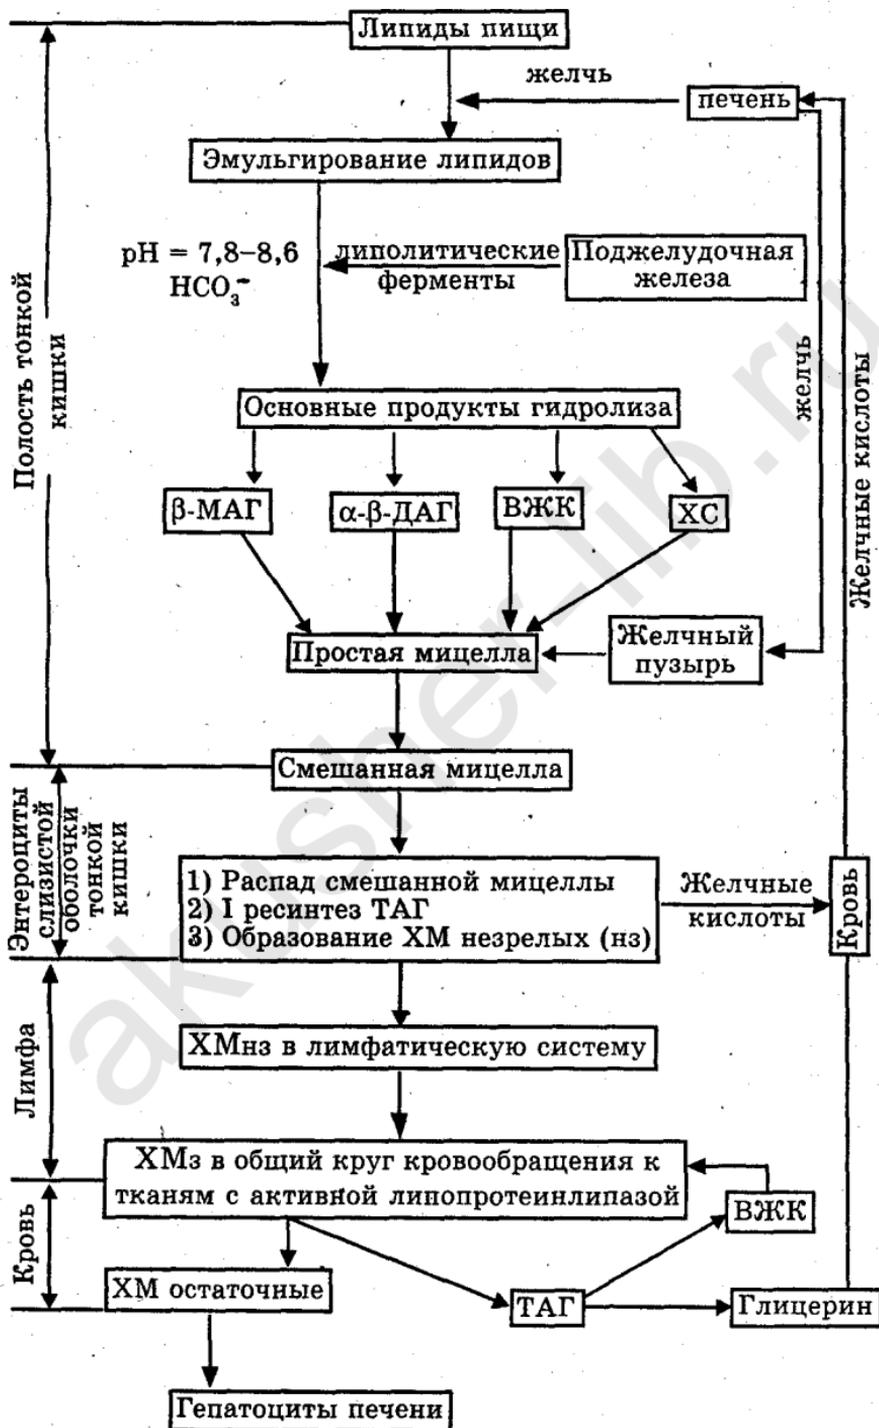 Липиды пищи
желчь
печень
Эмульгирование липидов
pH = 7,8–8,6
HCO₃⁻
липолитические
ферменты
Поджелудочная
железа
Полость тонкой
кишки
желчь
Желчные кислоты
Основные продукты гидролиза
β-МАГ
α-β-ДАГ
ВЖК
ХС
Простая мицелла
Желчный
пузырь
Смешанная мицелла
Энтероциты
слизистой
оболочки
тонкой
кишки
1) Распад смешанной мицеллы
2) I ресинтез ТАГ
3) Образование ХМ незрелых (нз)
Желчные
кислоты
Кровь
Лимфа
ХМнз в лимфатическую систему
ХМз в общий круг кровообращения к
тканям с активной липопротеинлипазой
ВЖК
Кровь
ХМ остаточные
ТАГ
Глицерин
Гепатоциты печени
akusher-lib.ru